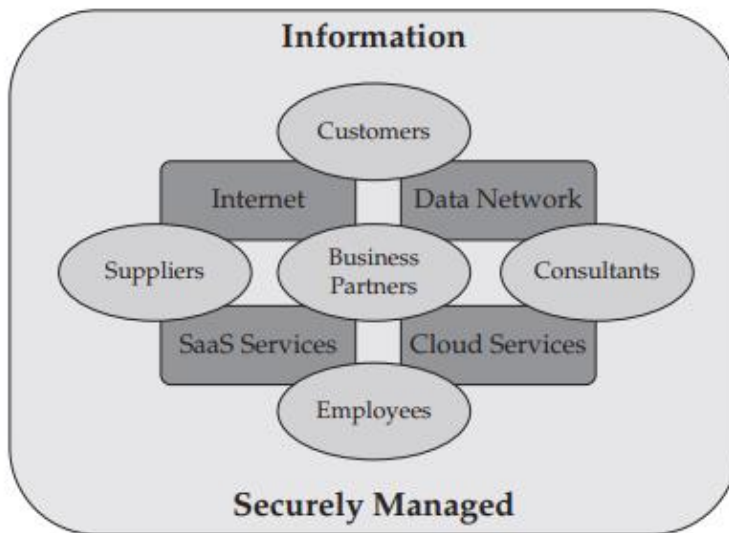 Information
Customers
Internet
Data Network
Suppliers
Business
Partners
Consultants
SaaS Services
Cloud Services
Employees
Securely Managed